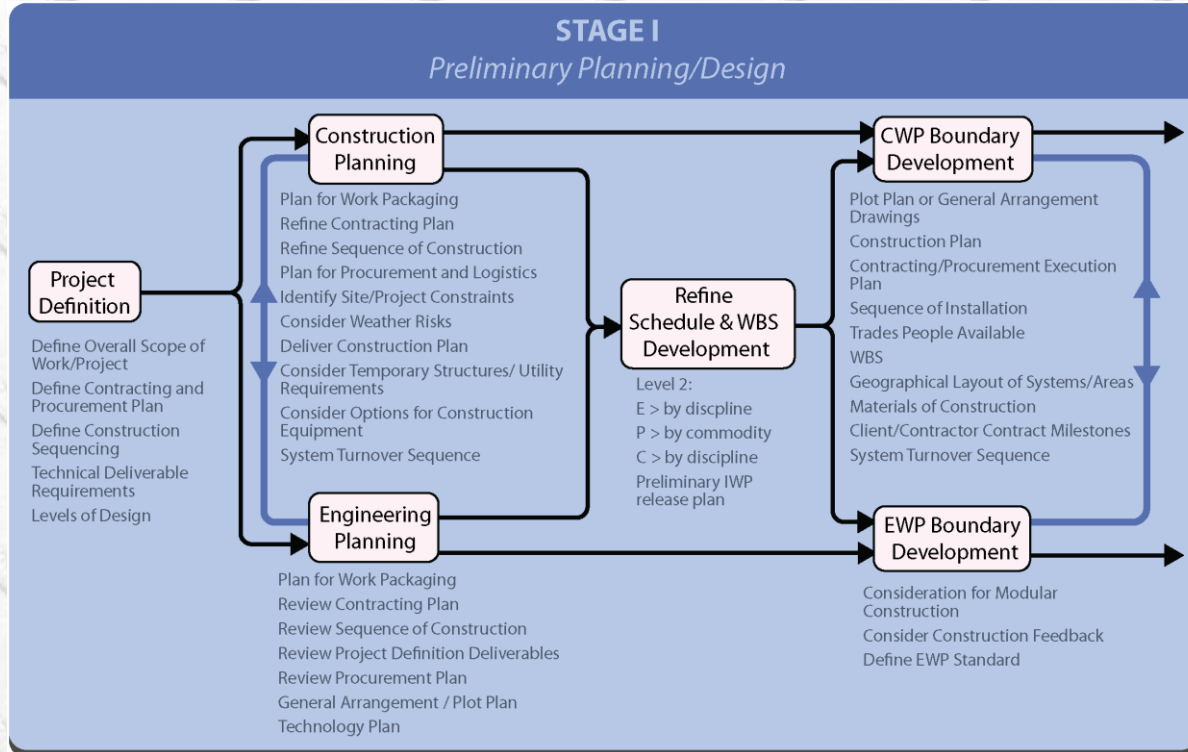 STAGE I
Preliminary Planning/Design
Project
Definition
Define Overall Scope of
Work/Project
Define Contracting and
Procurement Plan
Define Construction
Sequencing
Technical Deliverable
Requirements
Levels of Design
Construction
Planning
Plan for Work Packaging
Refine Contracting Plan
Refine Sequence of Construction
Plan for Procurement and Logistics
Identify Site/Project Constraints
Consider Weather Risks
Deliver Construction Plan
Consider Temporary Structures/ Utility
Requirements
Consider Options for Construction
Equipment
System Turnover Sequence
Engineering
Planning
Plan for Work Packaging
Review Contracting Plan
Review Sequence of Construction
Review Project Definition Deliverables
Review Procurement Plan
General Arrangement / Plot Plan
Technology Plan
Refine
Schedule & WBS
Development
Level 2:
E > by discpline
P > by commodity
C > by discipline
Preliminary IWP
release plan
CWP Boundary
Development
Plot Plan or General Arrangement
Drawings
Construction Plan
Contracting/Procurement Execution
Plan
Sequence of Installation
Trades People Available
WBS
Geographical Layout of Systems/Areas
Materials of Construction
Client/Contractor Contract Milestones
System Turnover Sequence
EWP Boundary
Development
Consideration for Modular
Construction
Consider Construction Feedback
Define EWP Standard